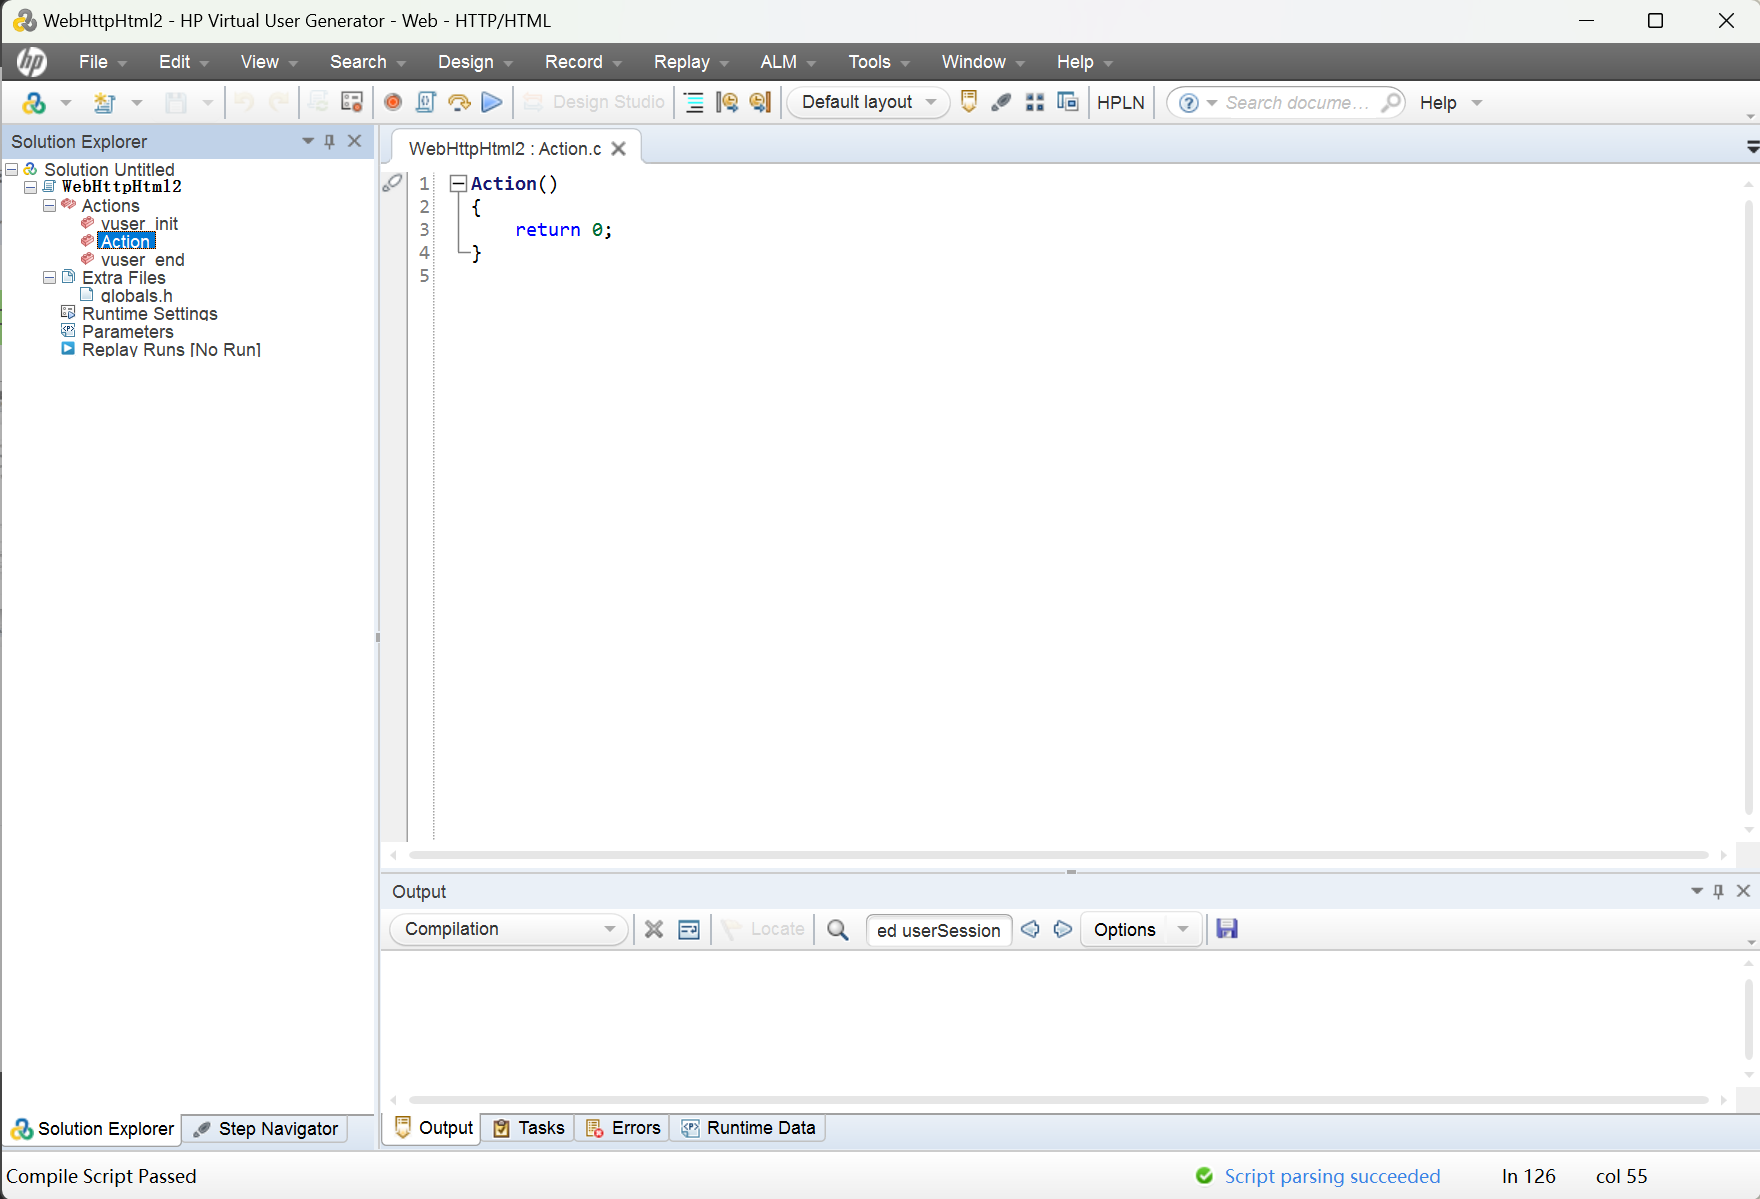 WebHttpHtml2 - HP Virtual User Generator - Web - HTTP/HTML
hp File Edit View Search Design Record Replay ALM Tools Window Help
Design Studio Default layout HPLN Search docume... Help
Solution Explorer
Solution Untitled
WebHttpHtml2
Actions
vuser_init
Action
vuser_end
Extra Files
globals.h
Runtime Settings
Parameters
Replay Runs [No Run]
WebHttpHtml2 : Action.c
1 Action()
2 {
3 return 0;
4 }
5
Output
Compilation Locate ed userSession Options
Solution Explorer Step Navigator
Output Tasks Errors Runtime Data
Compile Script Passed Script parsing succeeded ln 126 col 55